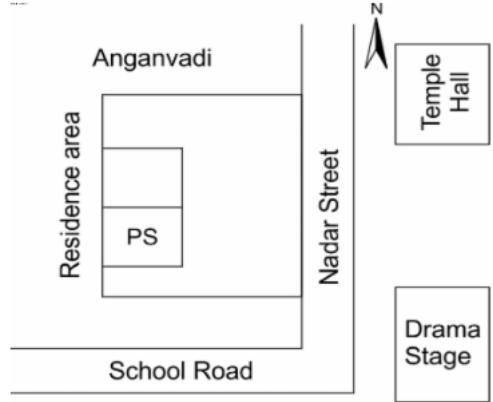 N
Anganvadi
Temple
Hall
Residence area
PS
Nadar Street
Drama
Stage
School Road